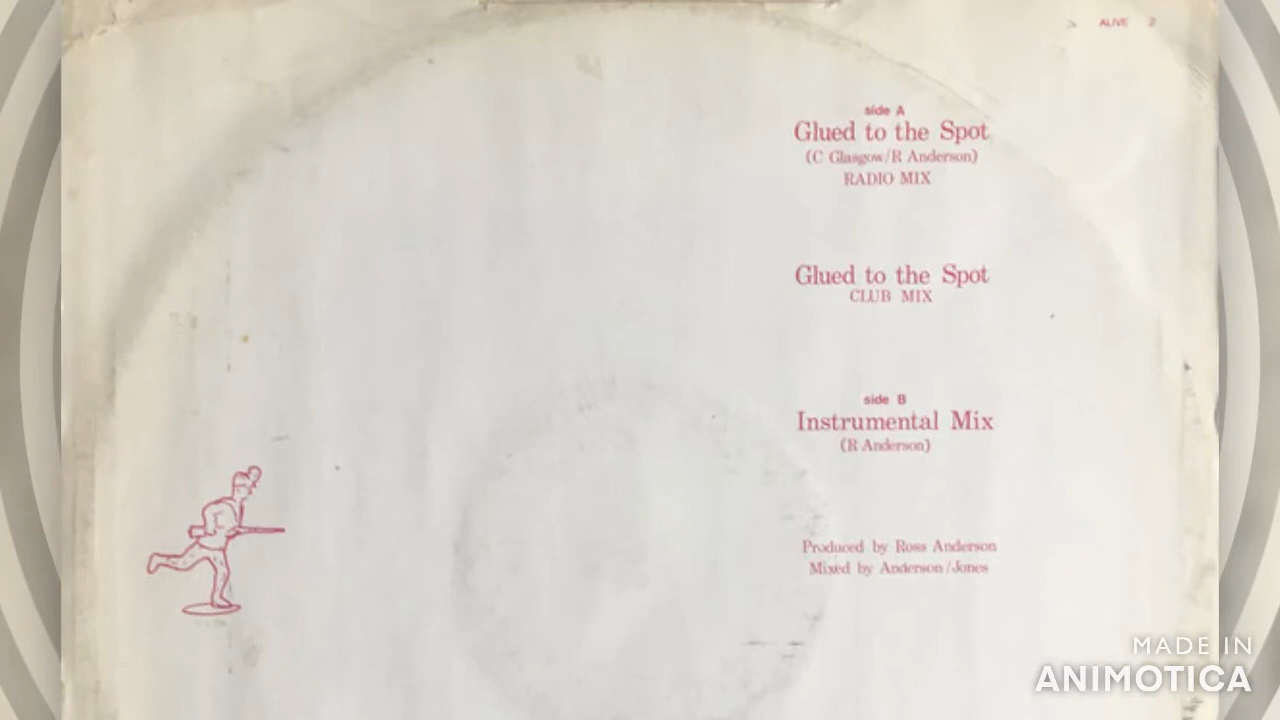 ALIVE 2
side A
Glued to the Spot
(C Glasgow/R Anderson)
RADIO MIX
Glued to the Spot
CLUB MIX
side B
Instrumental Mix
(R Anderson)
Produced by Ross Anderson
Mixed by Anderson/Jones
MADE IN
ANIMOTICA